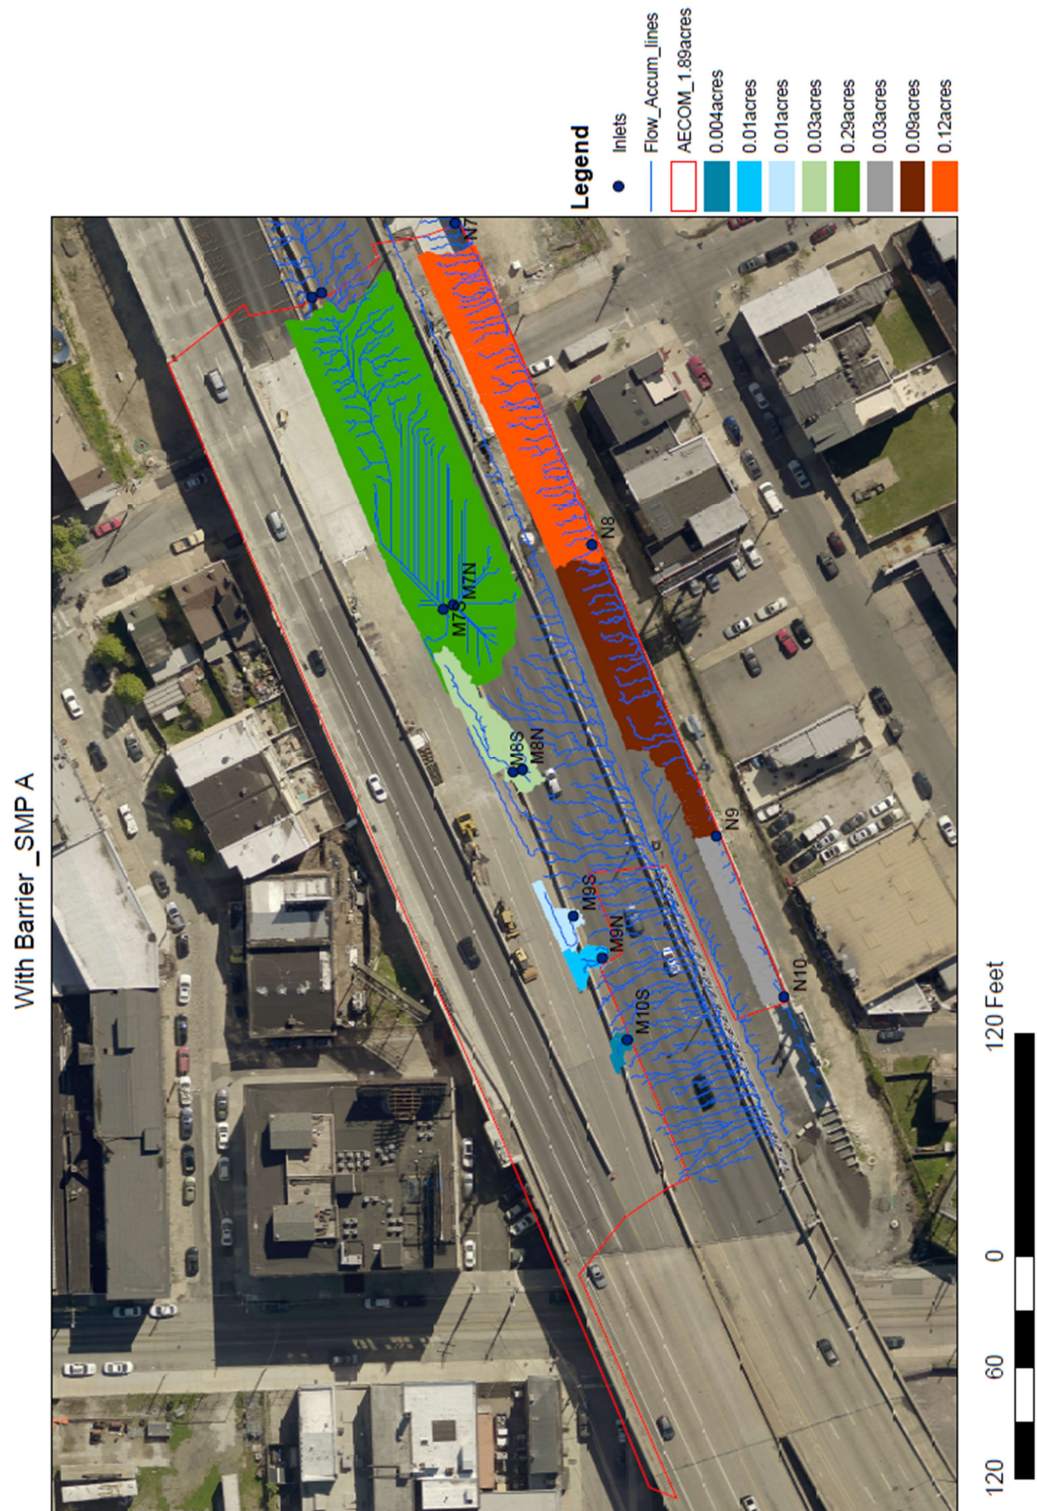 With Barrier _SMP A
N7
M7S
M7N
N8
M8S
M8N
N9
M9S
M9N
N10
M10S
Legend
Inlets
Flow_Accum_lines
AECOM_1.89acres
0.004acres
0.01acres
0.01acres
0.03acres
0.29acres
0.03acres
0.09acres
0.12acres
120 60 0 120 Feet